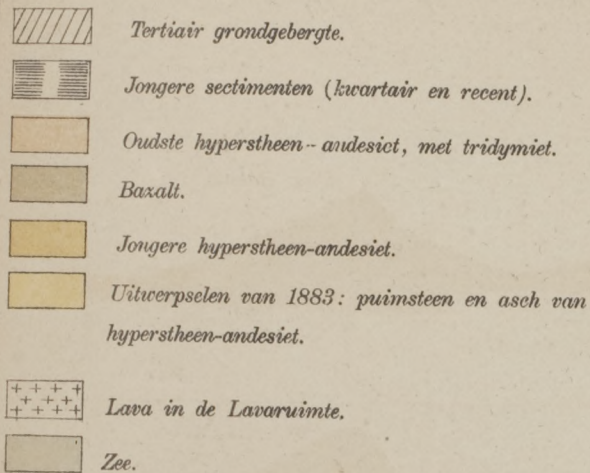 Tertiair grondgebergte.
Jongere sectimenten (kwartair en recent).
Oudste hyperstheen-andesict, met tridymiet.
Baxalt.
Jongere hyperstheen-andesiet.
Uitwerpselen van 1883: puimsteen en asch van
hyperstheen-andesiet.
Lava in de Lavaruimte.
Zee.